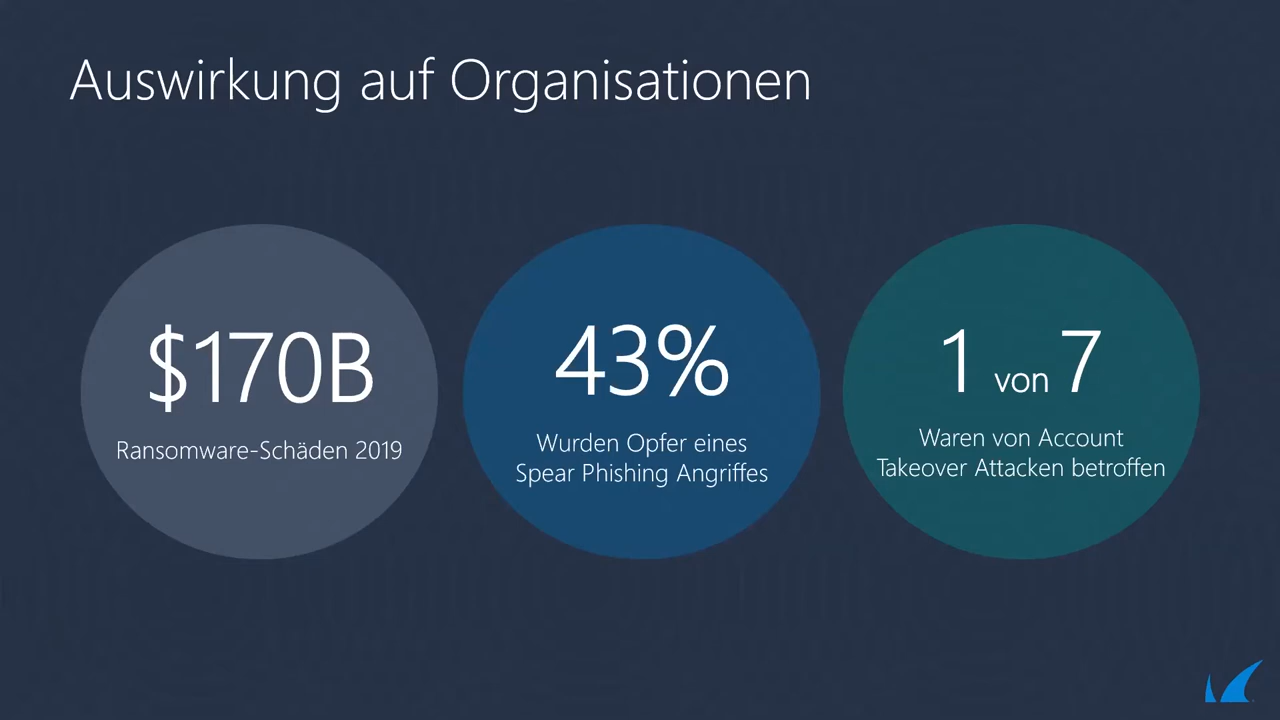 Auswirkung auf Organisationen
$170B
Ransomware-Schäden 2019
43%
Wurden Opfer eines
Spear Phishing Angriffes
1 von 7
Waren von Account
Takeover Attacken betroffen